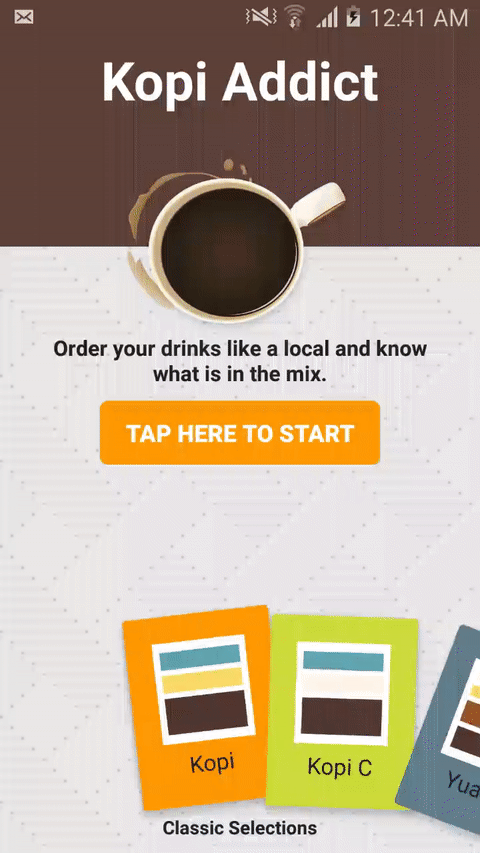 12:41 AM
Kopi Addict
Order your drinks like a local and know
what is in the mix.
TAP HERE TO START
Kopi
Kopi C
Yua
Classic Selections